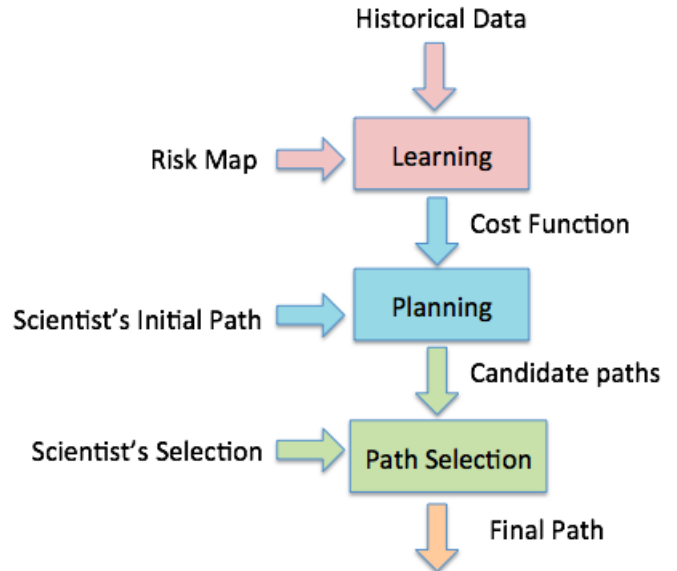 Historical Data
Risk Map
Learning
Cost Function
Scientist's Initial Path
Planning
Candidate paths
Scientist's Selection
Path Selection
Final Path